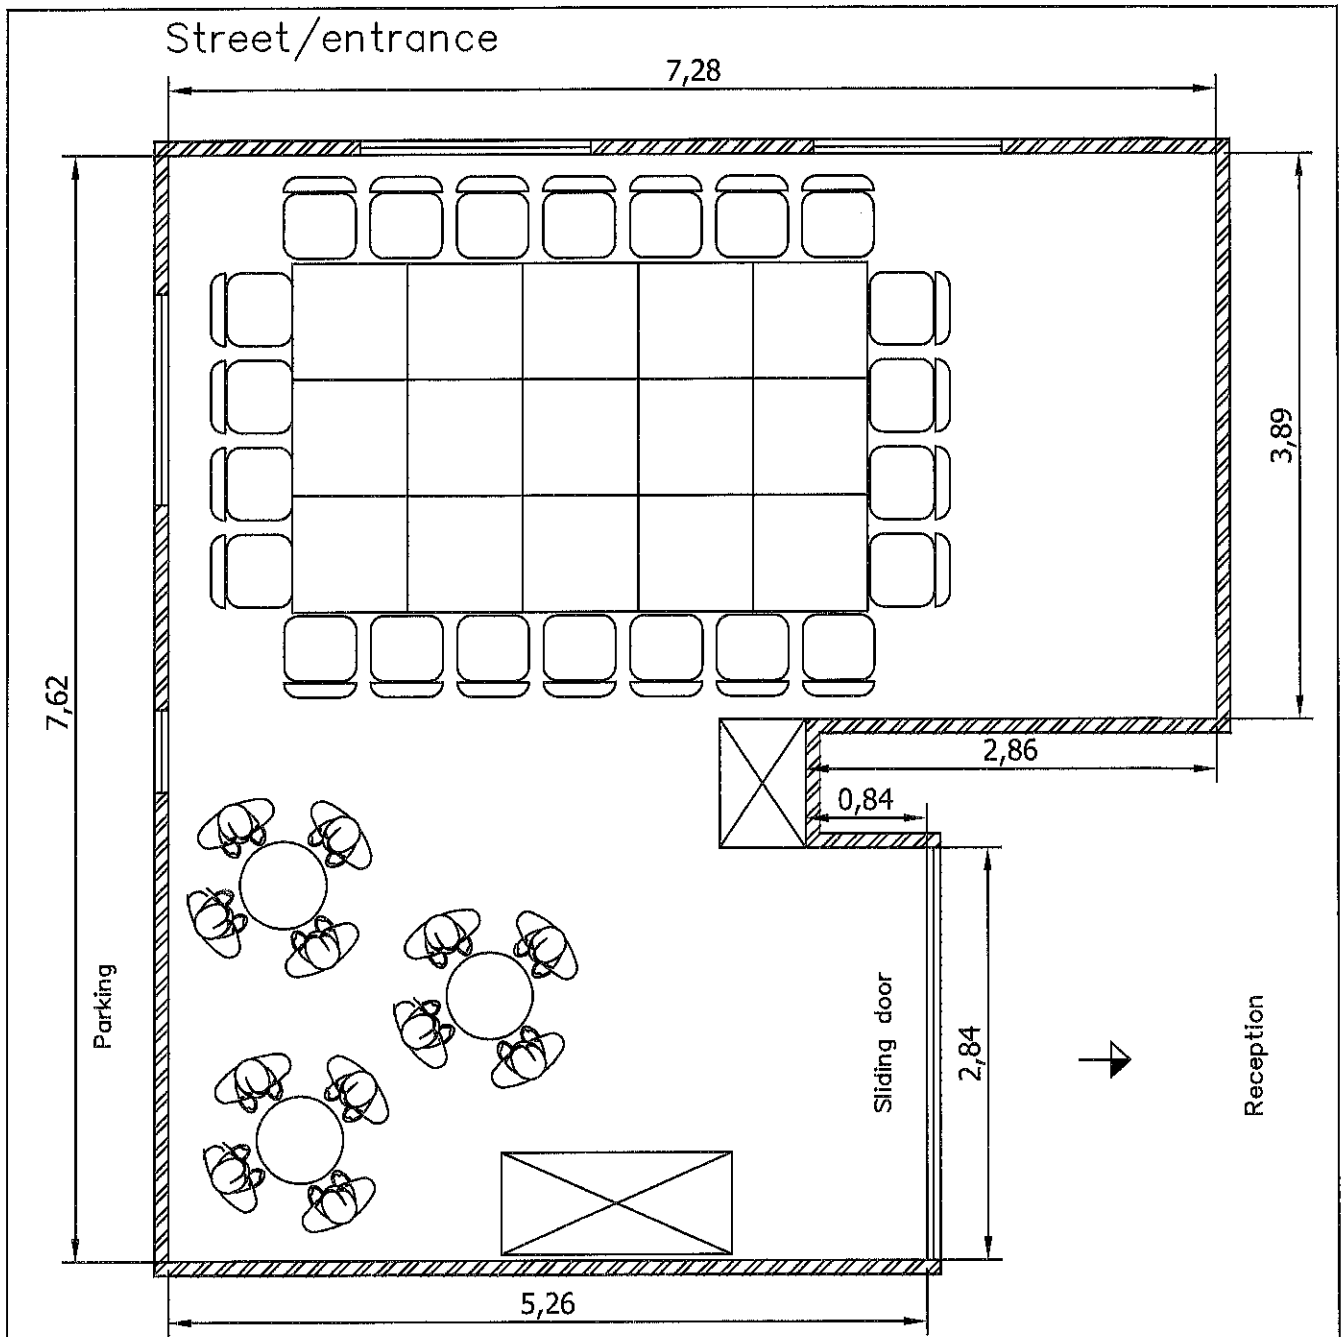 Street/entrance
7,28
3,89
7,62
2,86
0,84
Parking
Sliding door
2,84
Reception
5,26